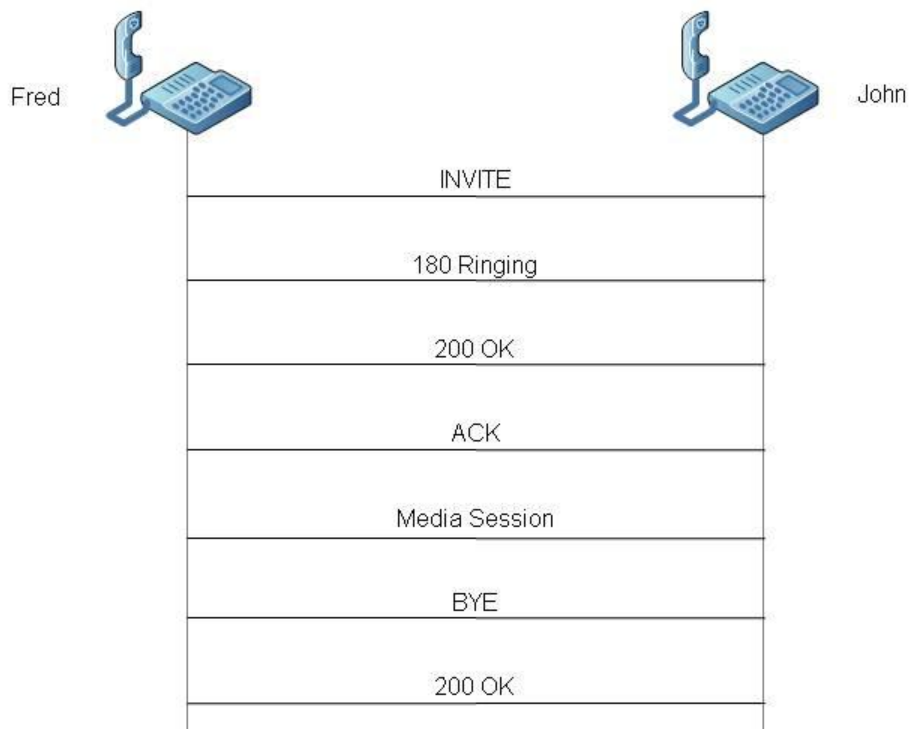 Fred
John
INVITE
180 Ringing
200 OK
ACK
Media Session
BYE
200 OK